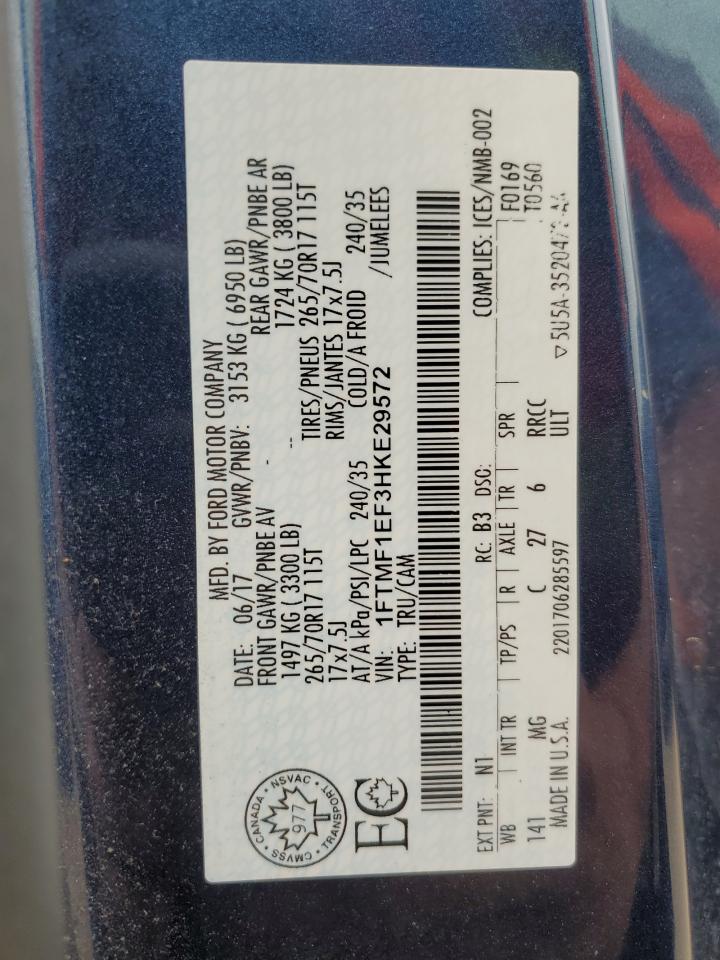 MFD. BY FORD MOTOR COMPANY
DATE: 06/17 GVWR/PNBV: 3153 KG ( 6950 LB)
FRONT GAWR/PNBE AV - REAR GAWR/PNBE AR
1497 KG ( 3300 LB) -- 1724 KG ( 3800 LB)
265/70R17 115T TIRES/PNEUS 265/70R17 115T
17x7.5J RIMS/JANTES 17x7.5J
AT/A kPa/PSI/LPC 240/35 COLD/A FROID 240/35
VIN: 1FTMF1EF3HKE29572 /JUMELEES
TYPE: TRU/CAM
CANADA · NSVAC · TRANSPORT · CMVSS ·
977
EC
EXT PNT: N1 RC: B3 DSC: COMPLIES: ICES/NMB-002
WB | INT TR | TP/PS | R | AXLE | TR | SPR | F0169
141 MG C 27 6 RRCC T0560
MADE IN U.S.A. 2201706285597 ULT